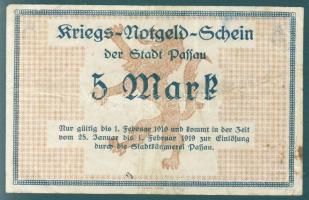 Kriegs-Notgeld-Schein
der Stadt Passau
5 Mark
Nur gültig bis 1. Februar 1919 und kommt in der Zeit
vom 25. Januar bis 1. Februar 1919 zur Einlösung
durch die Stadtkämmerei Passau.